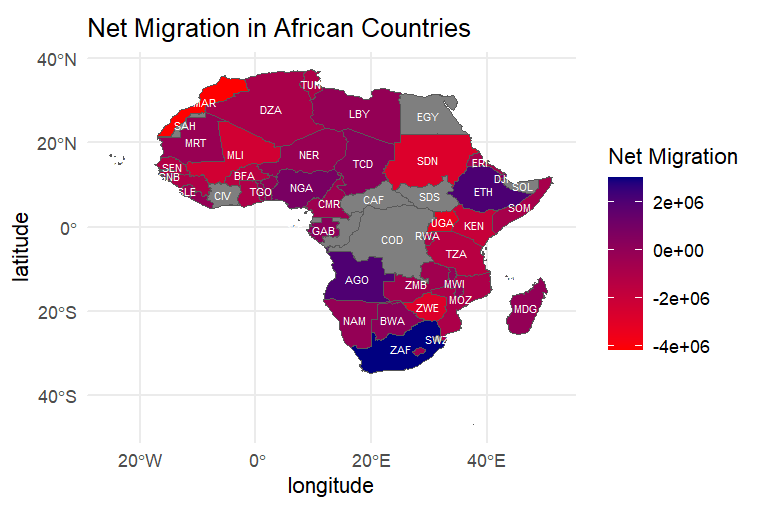 Net Migration in African Countries
40°N
20°N
0°
20°S
40°S
latitude
20°W
0°
20°E
40°E
longitude
TUN
MAR
DZA
LBY
EGY
SAH
MRT
MLI
NER
TCD
SDN
ERI
SEN
GNB
BFA
DJI
SOL
SLE
CIV
TGO
NGA
CMR
CAF
SDS
ETH
SOM
GAB
COD
UGA
RWA
KEN
TZA
AGO
ZMB
MWI
MOZ
MDG
NAM
BWA
ZWE
SWZ
ZAF
Net Migration
2e+06
0e+00
-2e+06
-4e+06